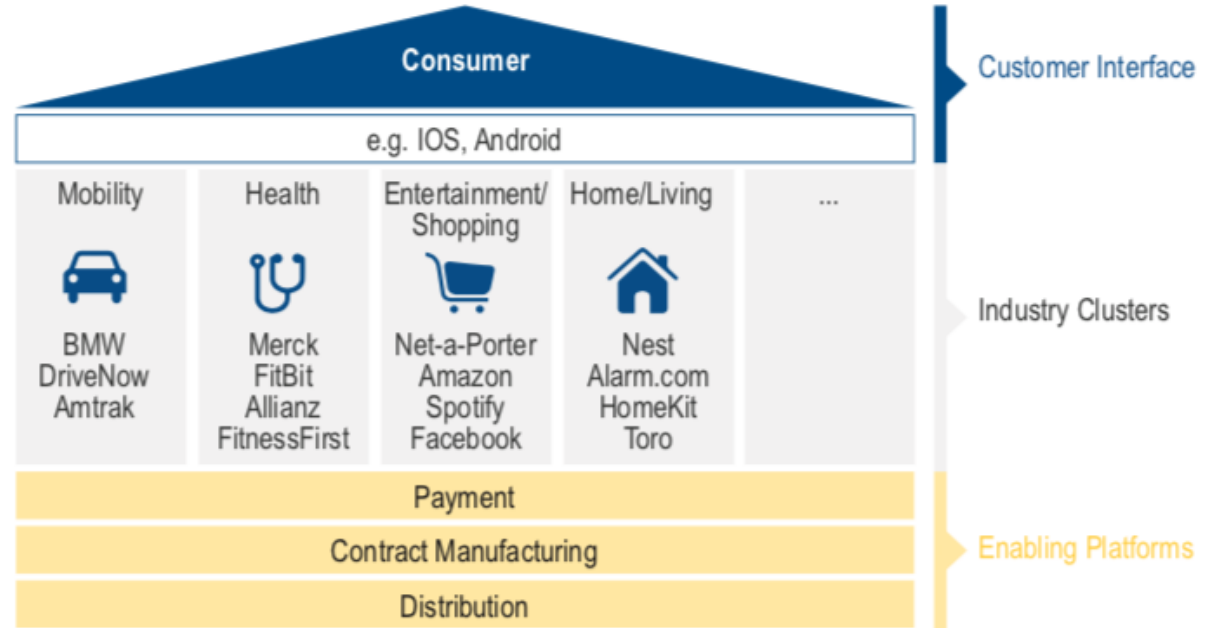 Consumer
Customer Interface
e.g. IOS, Android
Mobility
Health
Entertainment/
Shopping
Home/Living
...
BMW
DriveNow
Amtrak
Merck
FitBit
Allianz
FitnessFirst
Net-a-Porter
Amazon
Spotify
Facebook
Nest
Alarm.com
HomeKit
Toro
Industry Clusters
Payment
Contract Manufacturing
Distribution
Enabling Platforms